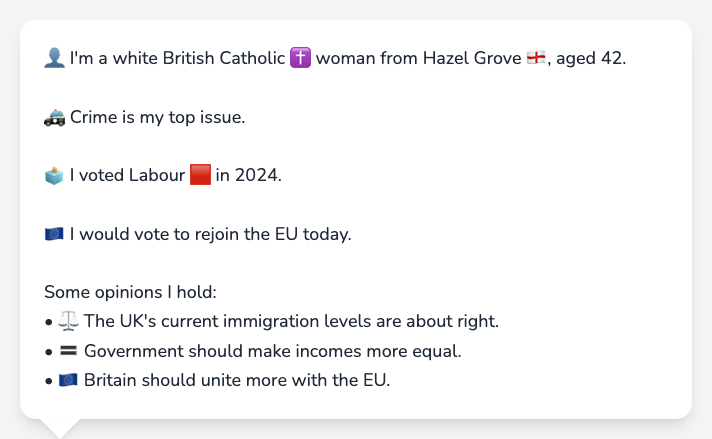 👤 I'm a white British Catholic ✝️ woman from Hazel Grove 🏴󠁧󠁢󠁥󠁮󠁧󠁿, aged 42.
🚓 Crime is my top issue.
🗳️ I voted Labour 🟥 in 2024.
🇪🇺 I would vote to rejoin the EU today.
Some opinions I hold:
• ⚖️ The UK's current immigration levels are about right.
• 🟰 Government should make incomes more equal.
• 🇪🇺 Britain should unite more with the EU.